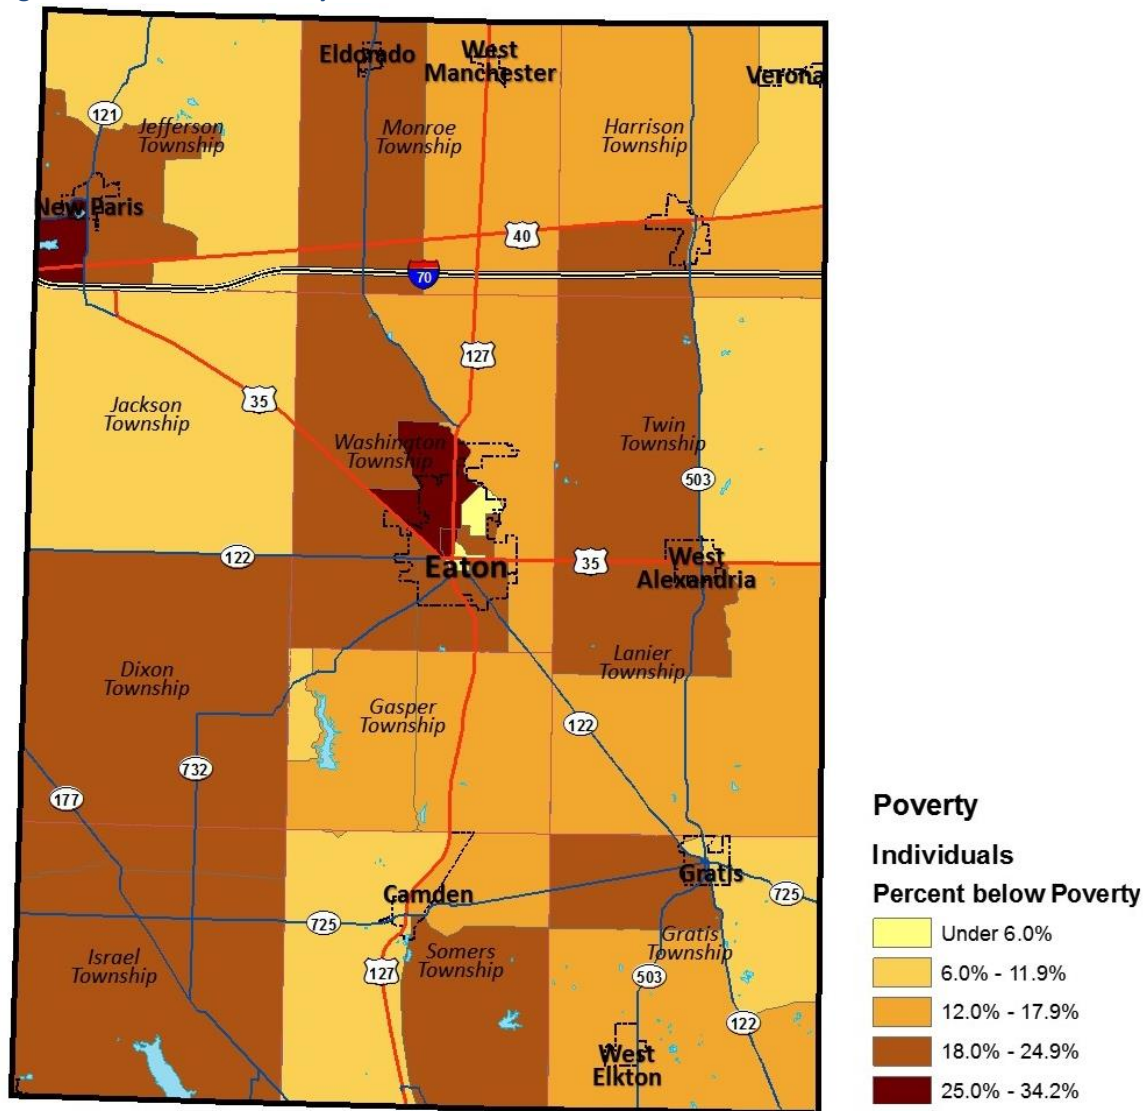 Eldorado
West
Manchester
Verona
121
Jefferson
Township
Monroe
Township
Harrison
Township
New Paris
40
70
127
35
Jackson
Township
Washington
Township
Twin
Township
503
122
Eaton
35
West
Alexandria
Dixon
Township
Lanier
Township
Gasper
Township
122
732
177
Camden
Gratis
725
725
Israel
Township
127
Somers
Township
Gratis
Township
503
122
West
Elkton
Poverty
Individuals
Percent below Poverty
Under 6.0%
6.0% - 11.9%
12.0% - 17.9%
18.0% - 24.9%
25.0% - 34.2%